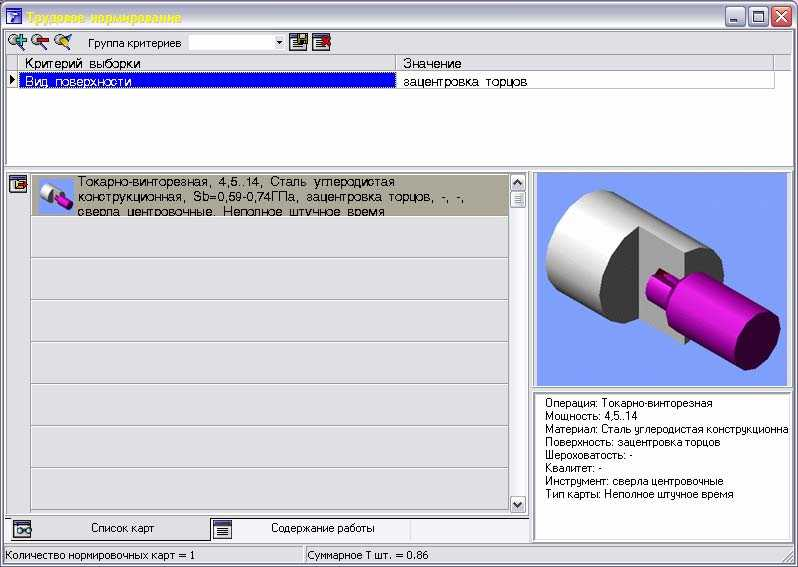 Трудовое нормирование
Группа критериев
Критерий выборки Значение
Вид поверхности зацентровка торцов
Токарно-винторезная, 4,5..14, Сталь углеродистая
конструкционная, Sb=0,59-0,74ГПа, зацентровка торцов, -, -,
сверла центровочные, Неполное штучное время
Операция: Токарно-винторезная
Мощность: 4,5..14
Материал: Сталь углеродистая конструкционна
Поверхность: зацентровка торцов
Шероховатость: -
Квалитет: -
Инструмент: сверла центровочные
Тип карты: Неполное штучное время
Список карт Содержание работы
Количество нормировочных карт = 1 Суммарное Т шт. = 0.86